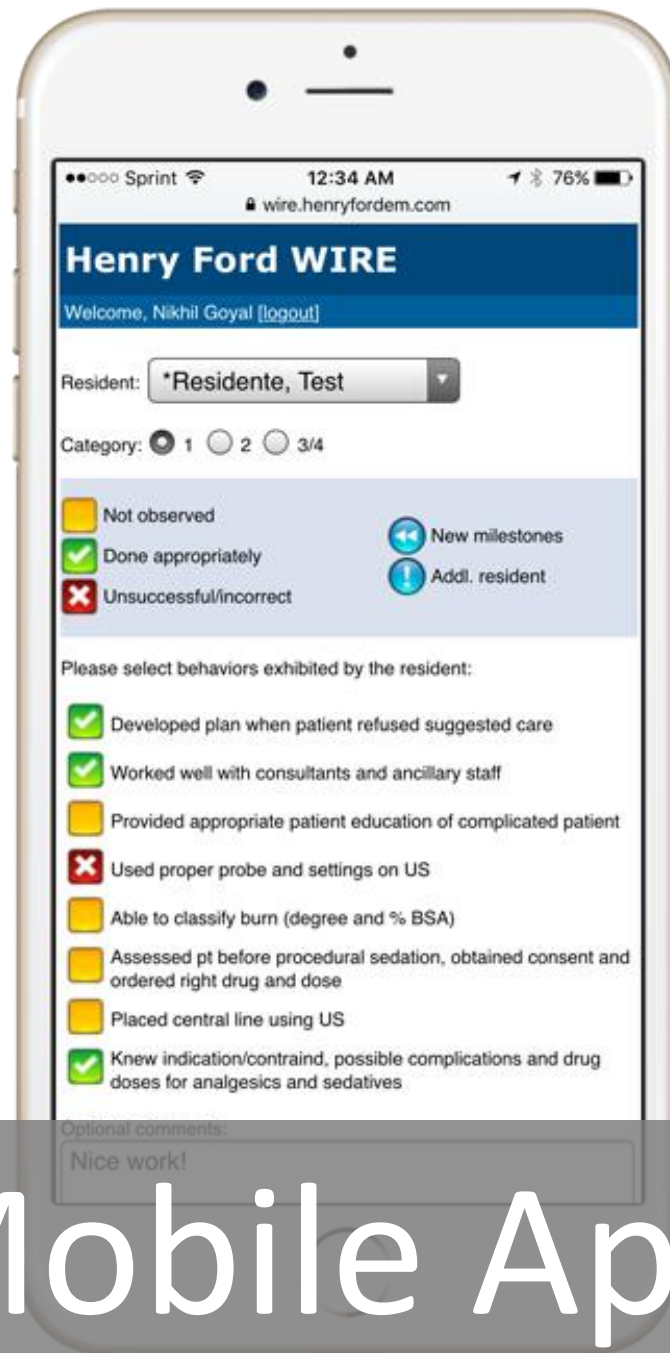 Sprint 12:34 AM 76%
wire.henryfordem.com
Henry Ford WIRE
Welcome, Nikhil Goyal [logout]
Resident: *Residente, Test
Category: 1 2 3/4
Not observed
Done appropriately
Unsuccessful/incorrect
New milestones
Addl. resident
Please select behaviors exhibited by the resident:
Developed plan when patient refused suggested care
Worked well with consultants and ancillary staff
Provided appropriate patient education of complicated patient
Used proper probe and settings on US
Able to classify burn (degree and % BSA)
Assessed pt before procedural sedation, obtained consent and
ordered right drug and dose
Placed central line using US
Knew indication/contraind, possible complications and drug
doses for analgesics and sedatives
Optional comments:
Nice work!
Mobile Ap